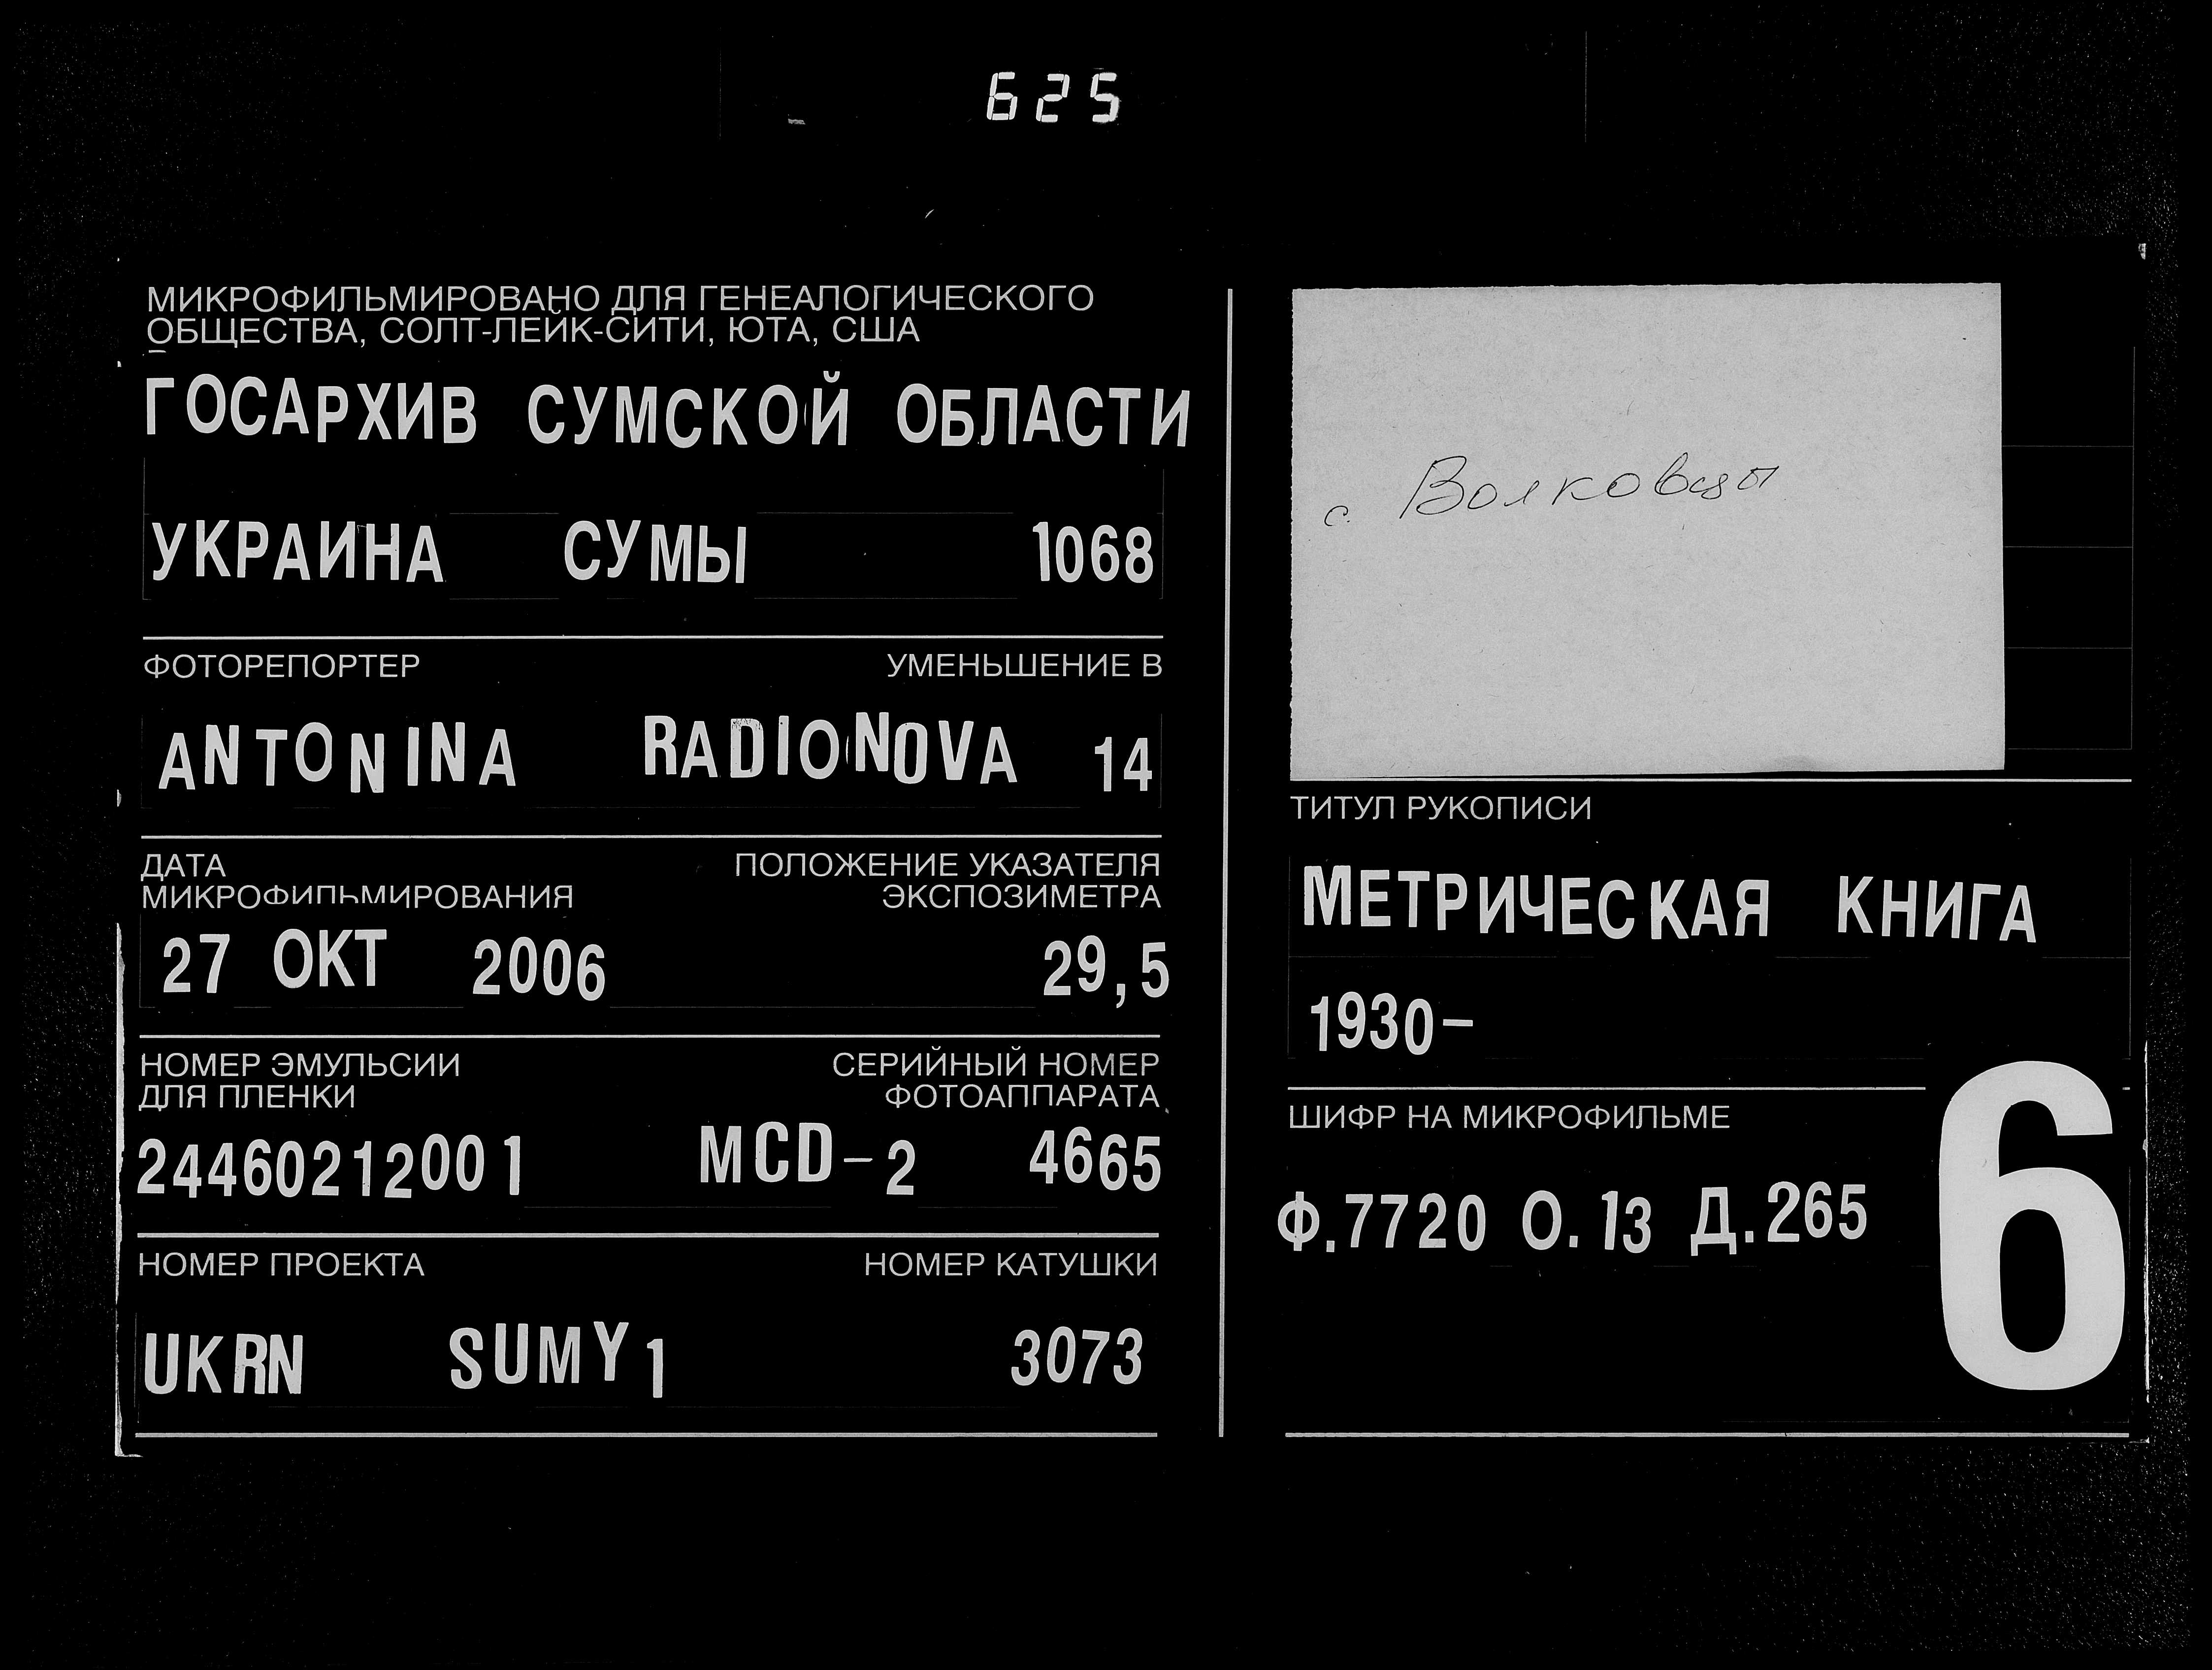 625
МИКРОФИЛЬМИРОВАНО ДЛЯ ГЕНЕАЛОГИЧЕСКОГО
ОБЩЕСТВА, СОЛТ-ЛЕЙК-СИТИ, ЮТА, США
ГОСАРХИВ СУМСКОЙ ОБЛАСТИ
УКРАИНА СУМЫ 1068
ФОТОРЕПОРТЕР УМЕНЬШЕНИЕ В
ANTONINA RADIONOVA 14
ДАТА
МИКРОФИЛЬМИРОВАНИЯ
ПОЛОЖЕНИЕ УКАЗАТЕЛЯ
ЭКСПОЗИМЕТРА
27 ОКТ 2006 29,5
НОМЕР ЭМУЛЬСИИ
ДЛЯ ПЛЕНКИ
СЕРИЙНЫЙ НОМЕР
ФОТОАППАРАТА
24460212001 MCD-2 4665
НОМЕР ПРОЕКТА НОМЕР КАТУШКИ
UKRN SUMY1 3073
с. Волковцы
ТИТУЛ РУКОПИСИ
МЕТРИЧЕСКАЯ КНИГА
1930-
ШИФР НА МИКРОФИЛЬМЕ
Ф.7720 О.13 Д.265
6